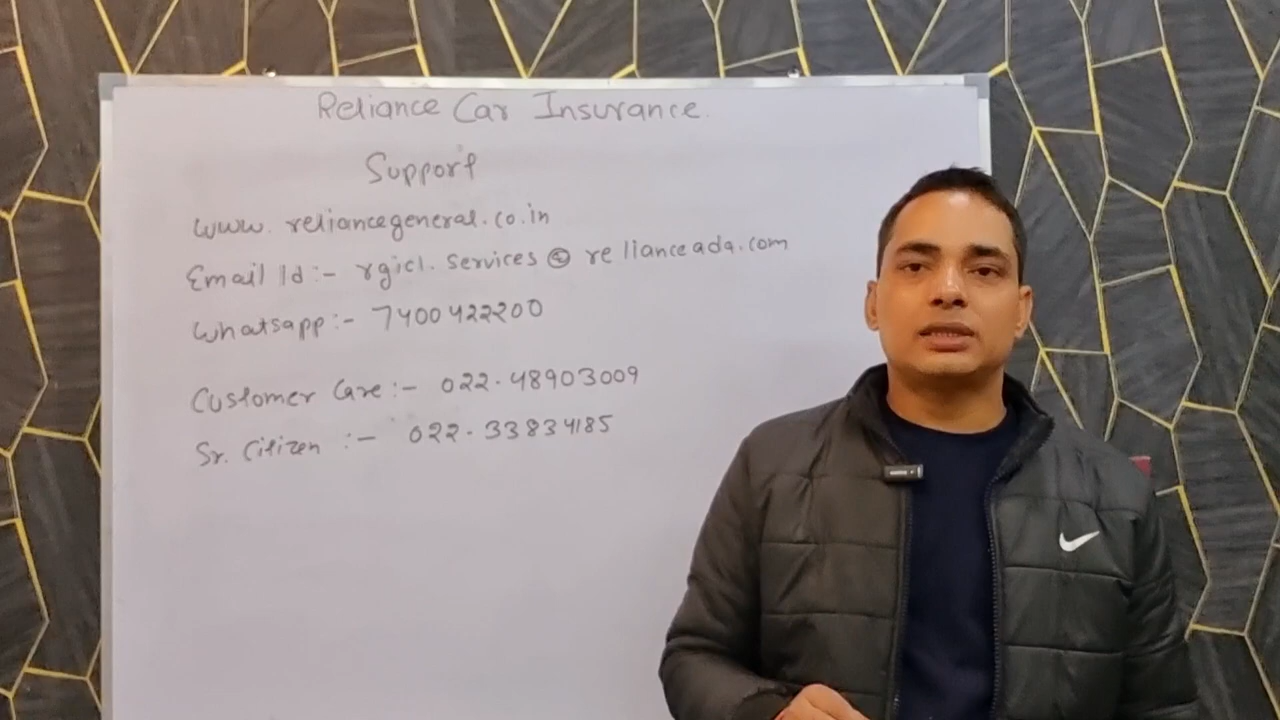 Reliance Car Insurance.
Support
www. reliancegeneral.co.in
Email Id :- rgicl. services @ relianceada.com
Whatsapp :- 7400422200
Customer Care :- 022-48903009
Sr. Citizen :- 022-33834185